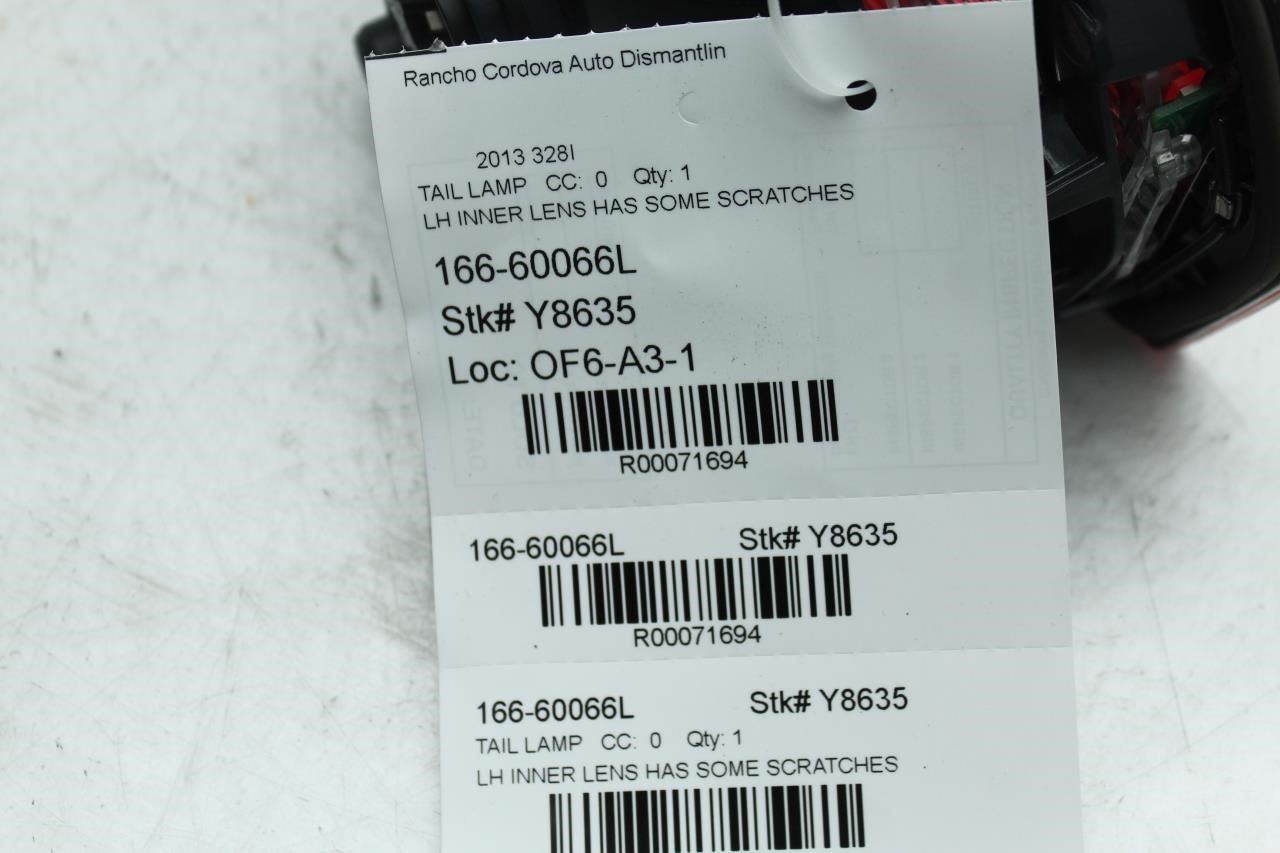 Rancho Cordova Auto Dismantlin
2013 328I
TAIL LAMP CC: 0 Qty: 1
LH INNER LENS HAS SOME SCRATCHES
166-60066L
Stk# Y8635
Loc: OF6-A3-1
R00071694
166-60066L Stk# Y8635
R00071694
166-60066L Stk# Y8635
TAIL LAMP CC: 0 Qty: 1
LH INNER LENS HAS SOME SCRATCHES